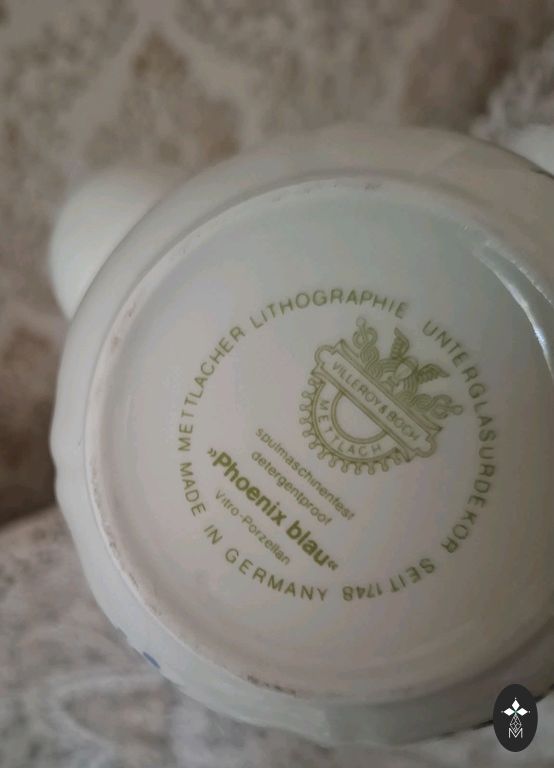 METTLACHER LITHOGRAPHIE UNTERGLASURDEKOR SEIT 1748
VILLEROY & BOCH
METTLACH
spülmaschinenfest
detergentproof
»Phoenix blau«
Vitro-Porzellan
MADE IN GERMANY
M